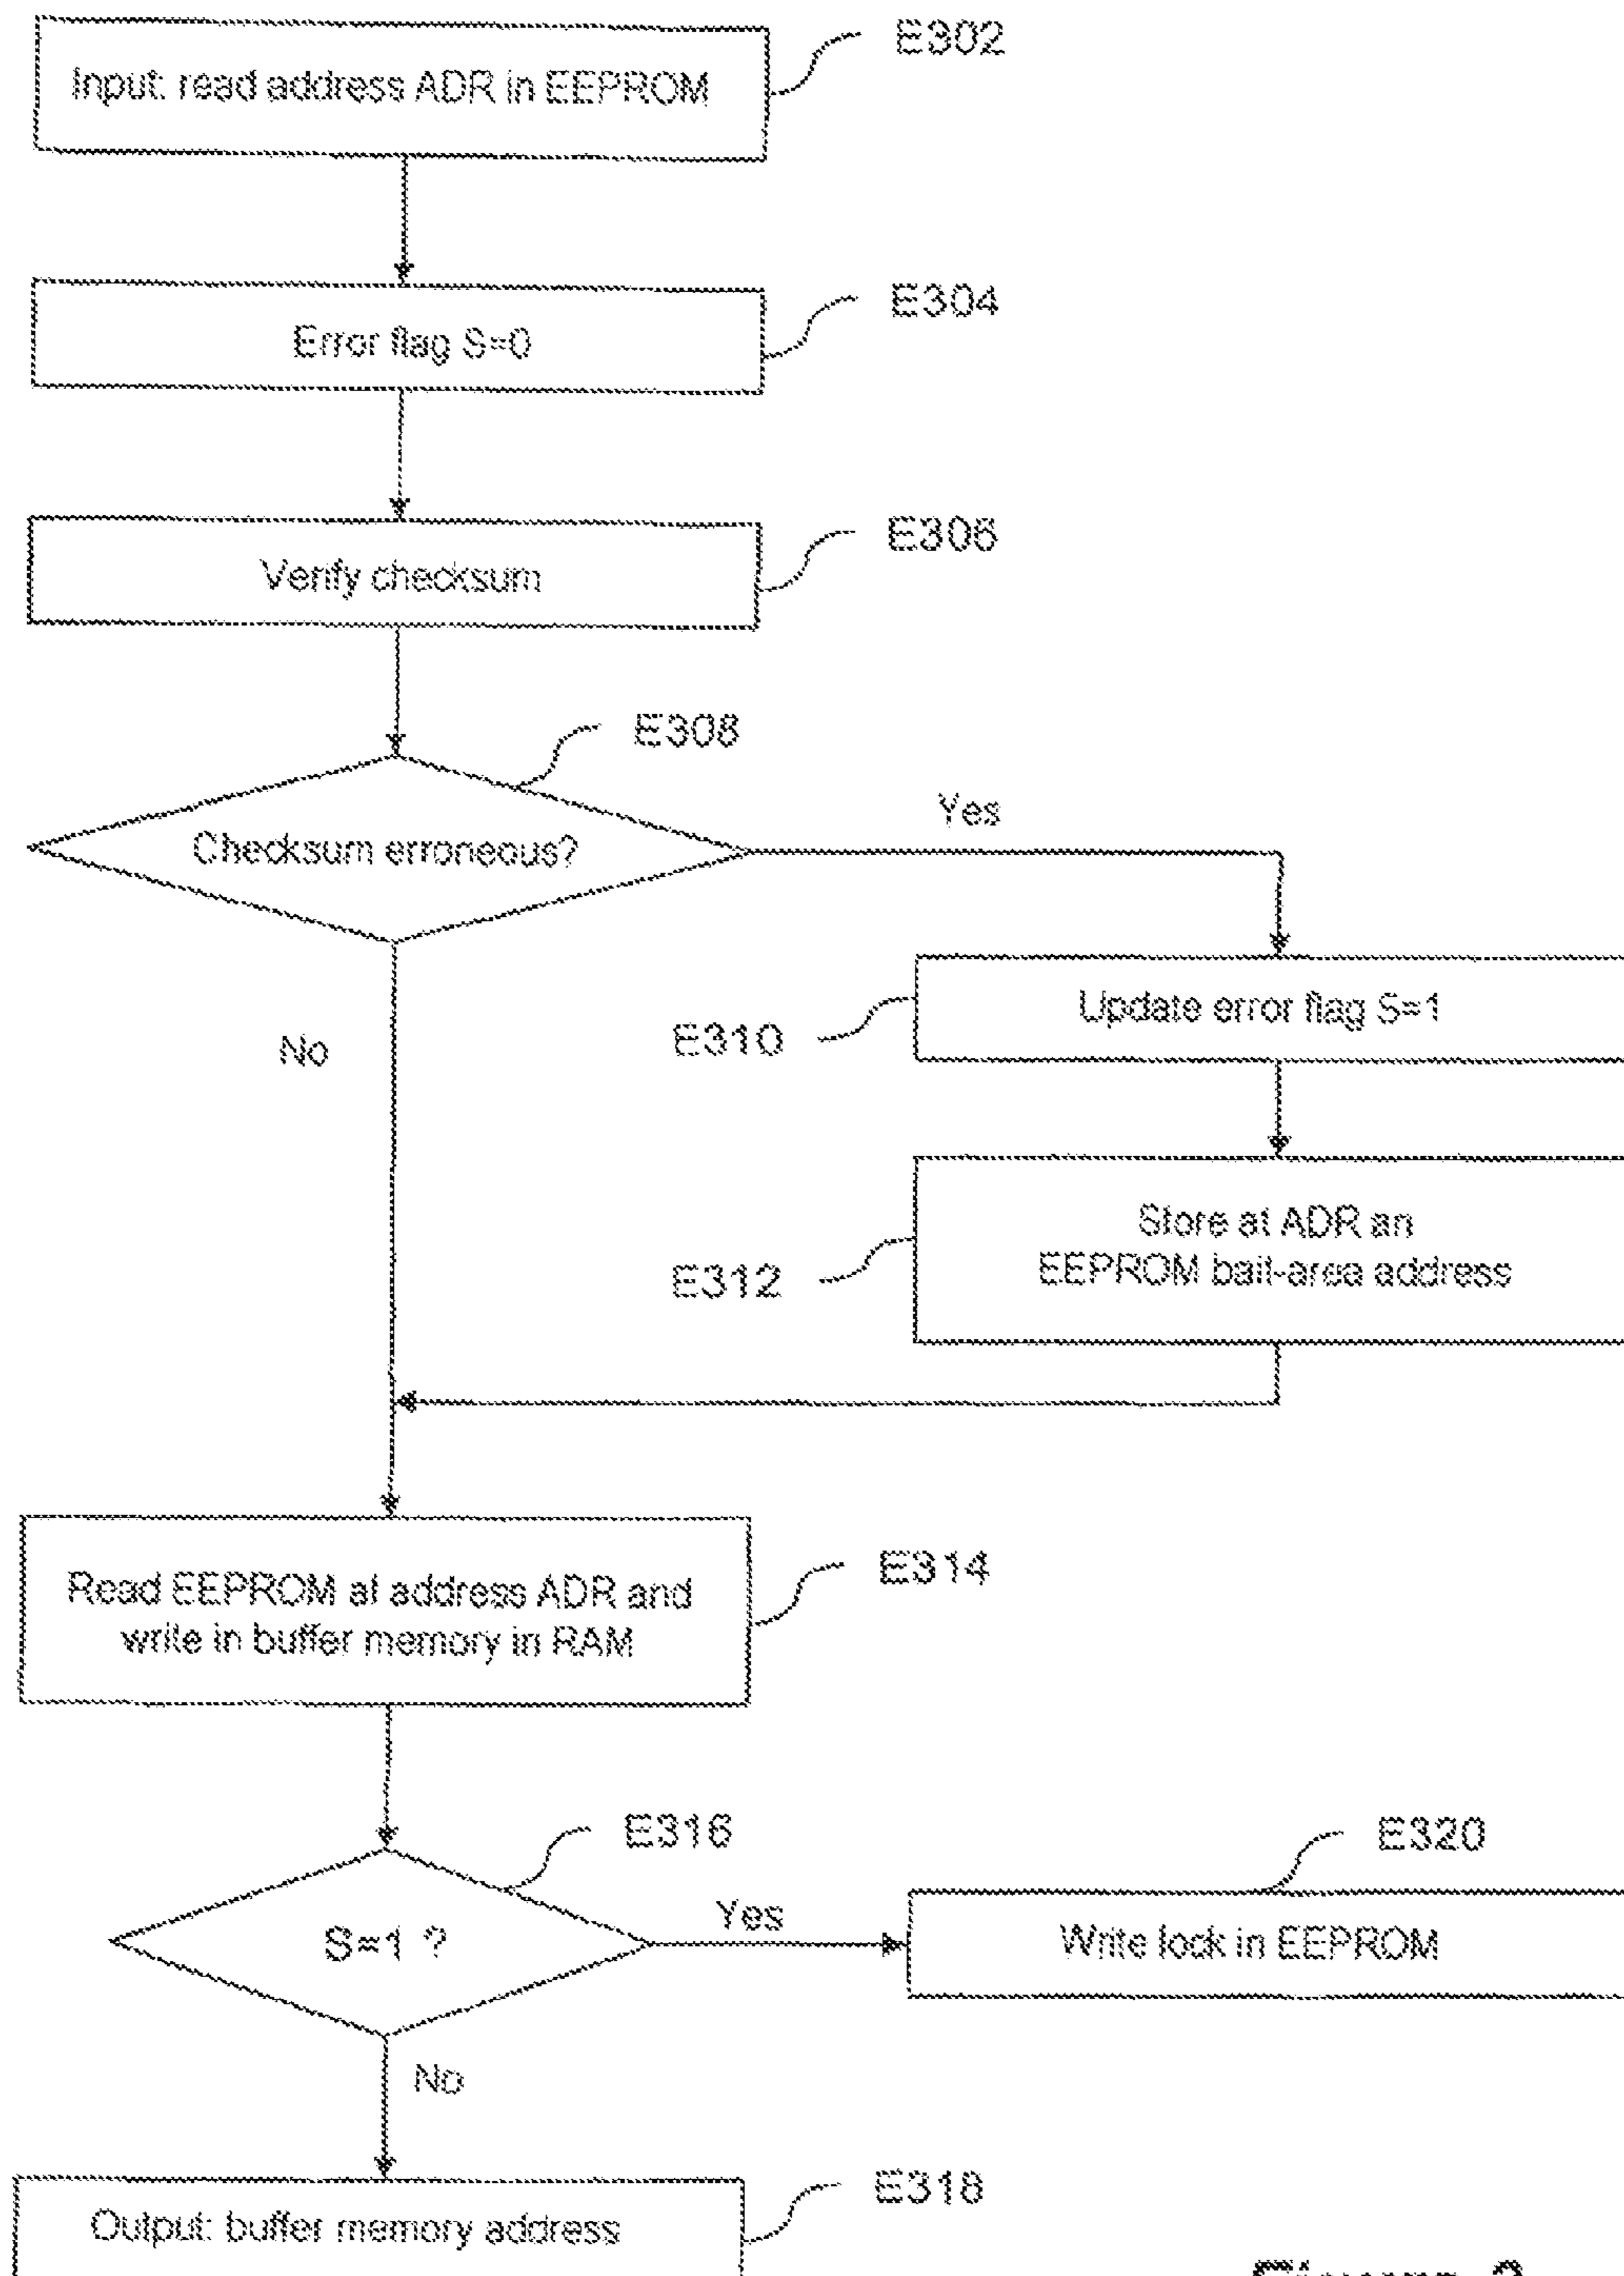 Input: read address ADR in EEPROM
E302
Error flag S=0
E304
Verify checksum
E306
E308
Checksum erroneous?
Yes
No
E310
Update error flag S=1
E312
Store at ADR an
EEPROM bait-area address
Read EEPROM at address ADR and
write in buffer memory in RAM
E314
E316
S=1 ?
Yes
E320
Write lock in EEPROM
No
Output: buffer memory address
E318